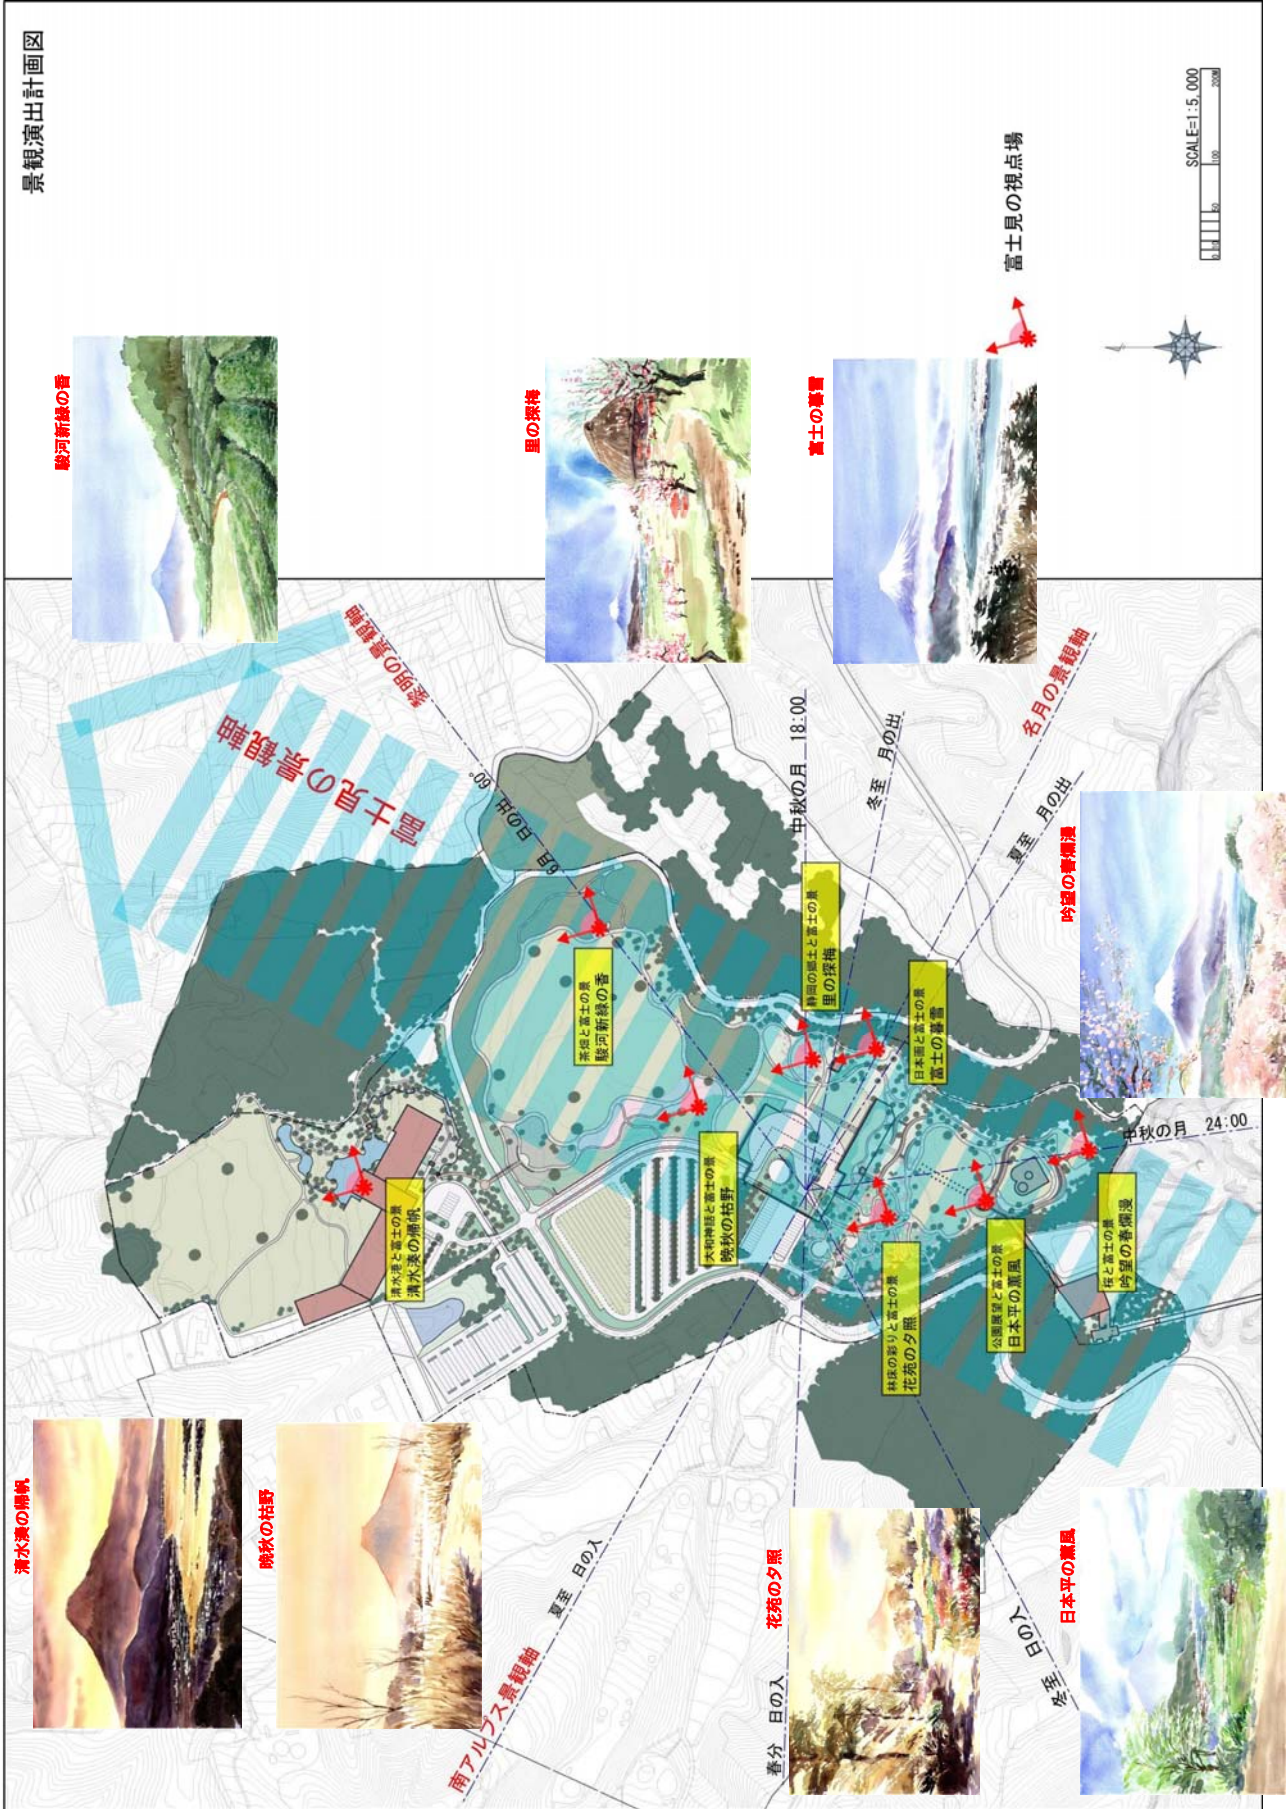 景観演出計画図
清水湊の帰帆
晩秋の枯野
花苑の夕照
日本平の薫風
駿河新緑の香
里の探梅
富士の暮雪
吟望の春爛漫
富士見の景観軸
黎明の景観軸
名月の景観軸
南アルプス景観軸
6月 日の出 60°
中秋の月 18:00
冬至 月の出
夏至 月の出
中秋の月 24:00
夏至 日の入
春分 日の入
冬至 日の入
清水港と富士の景
清水湊の帰帆
茶畑と富士の景
駿河新緑の香
大和神話と富士の景
晩秋の枯野
静岡の郷土と富士の景
里の探梅
日本画と富士の景
富士の暮雪
林床の彩りと富士の景
花苑の夕照
公園展望と富士の景
日本平の薫風
桜と富士の景
吟望の春爛漫
富士見の視点場
SCALE=1:5,000
0 10 50 100 200M